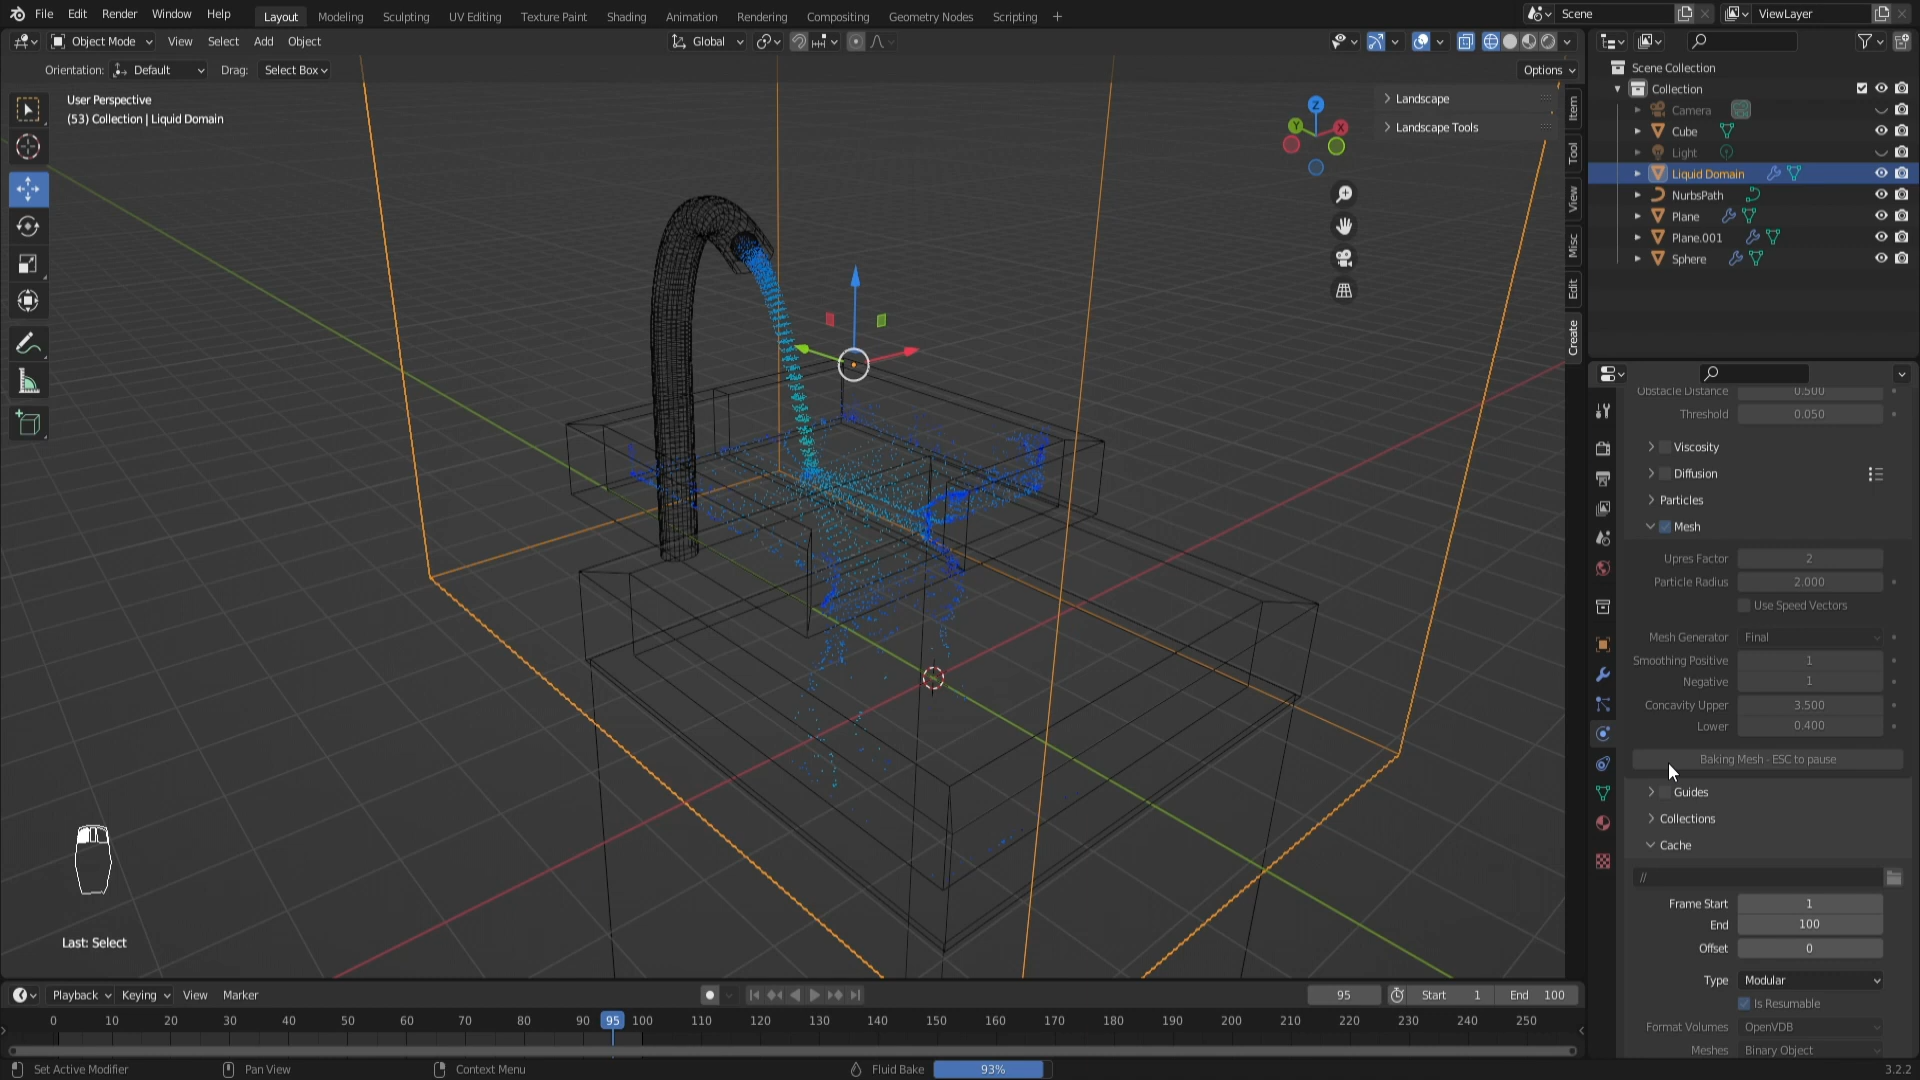 File Edit Render Window Help Layout Modeling Sculpting UV Editing Texture Paint Shading Animation Rendering Compositing Geometry Nodes Scripting + Scene ViewLayer
Object Mode View Select Add Object Global
Orientation: Default Drag: Select Box Options
User Perspective
(53) Collection | Liquid Domain
Landscape
Landscape Tools
Z
Y
X
Item
Tool
View
Misc
Edit
Create
Scene Collection
Collection
Camera
Cube
Light
Liquid Domain
NurbsPath
Plane
Plane.001
Sphere
Obstacle Distance 0.500
Threshold 0.050
Viscosity
Diffusion
Particles
Mesh
Upres Factor 2
Particle Radius 2.000
Use Speed Vectors
Mesh Generator Final
Smoothing Positive 1
Negative 1
Concavity Upper 3.500
Lower 0.400
Baking Mesh - ESC to pause
Guides
Collections
Cache
//
Frame Start 1
End 100
Offset 0
Type Modular
Is Resumable
Format Volumes OpenVDB
Meshes Binary Object
Last: Select
Playback Keying View Marker 95 Start 1 End 100
0 10 20 30 40 50 60 70 80 90 95 100 110 120 130 140 150 160 170 180 190 200 210 220 230 240 250
Set Active Modifier Pan View Context Menu Fluid Bake 93% 3.2.2